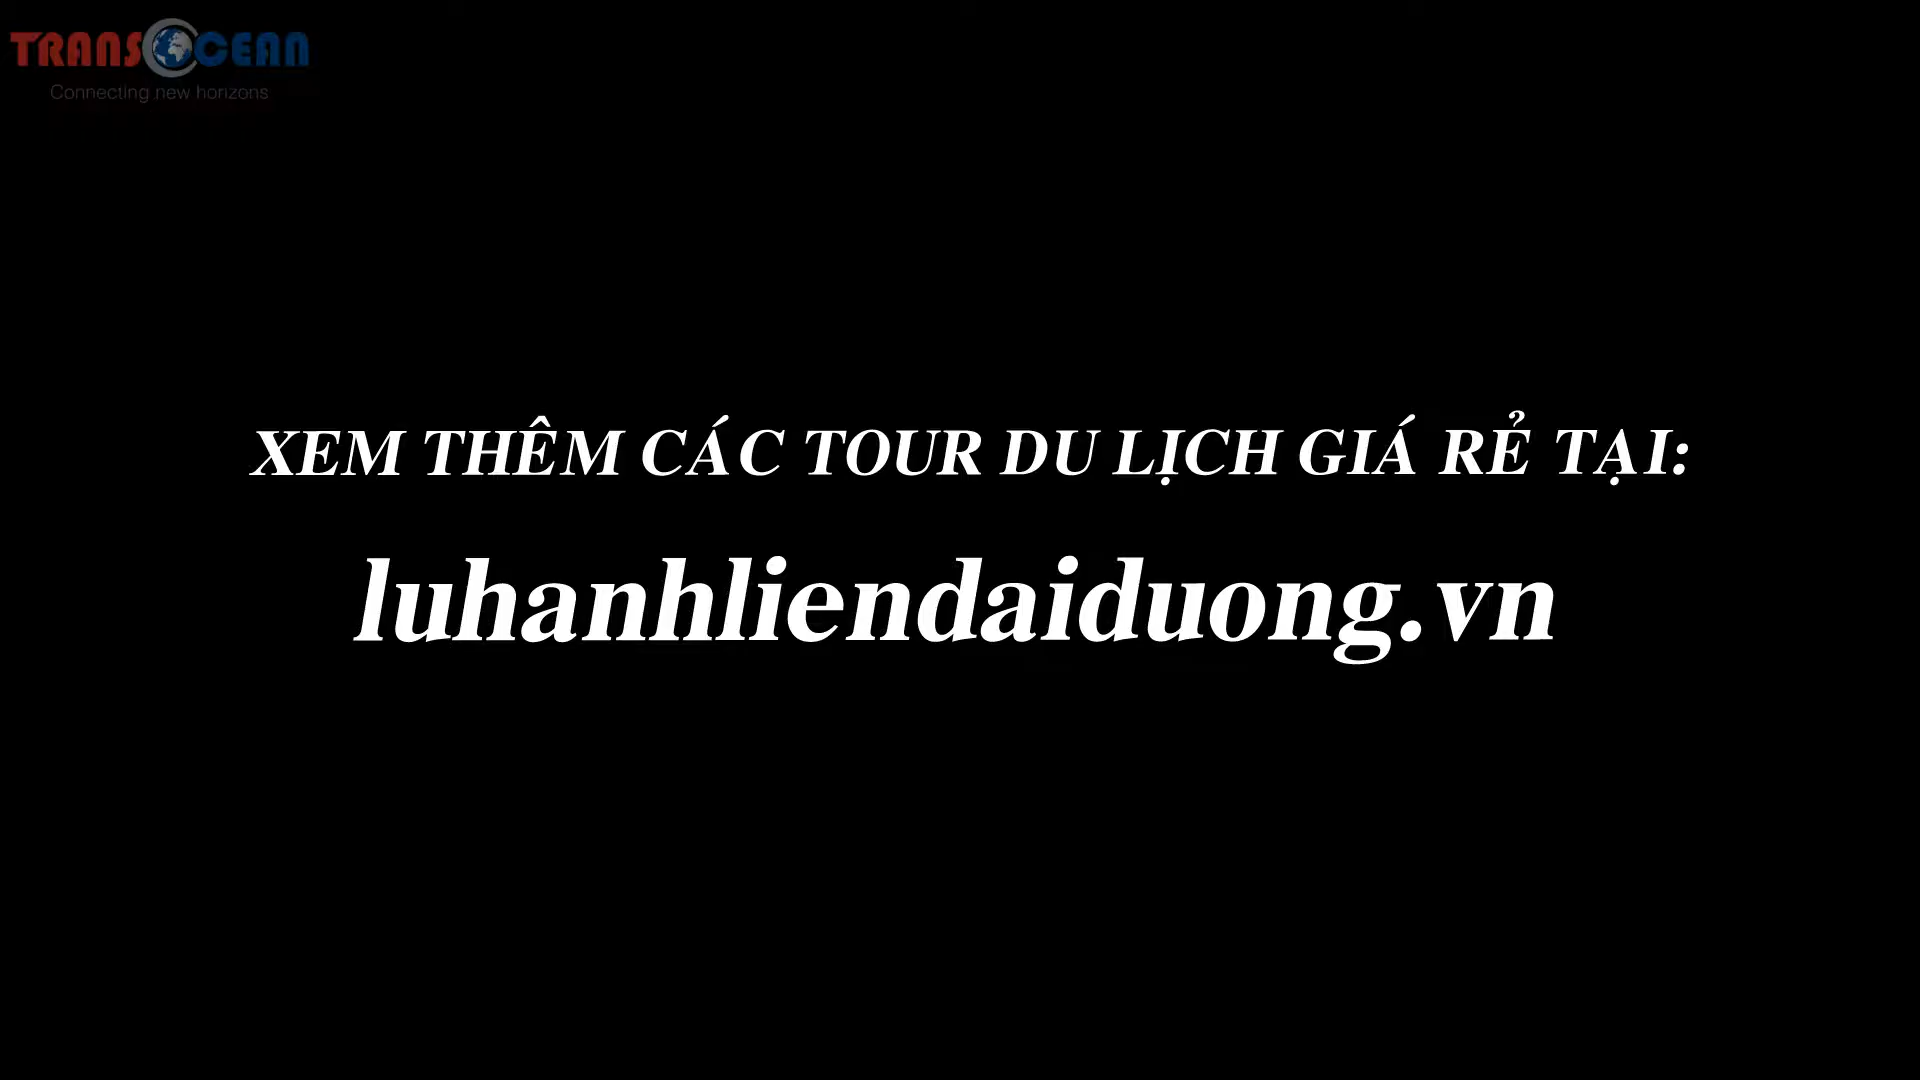 TRANSOCEAN
Connecting new horizons
XEM THÊM CÁC TOUR DU LỊCH GIÁ RẺ TẠI:
luhanhliendaiduong.vn